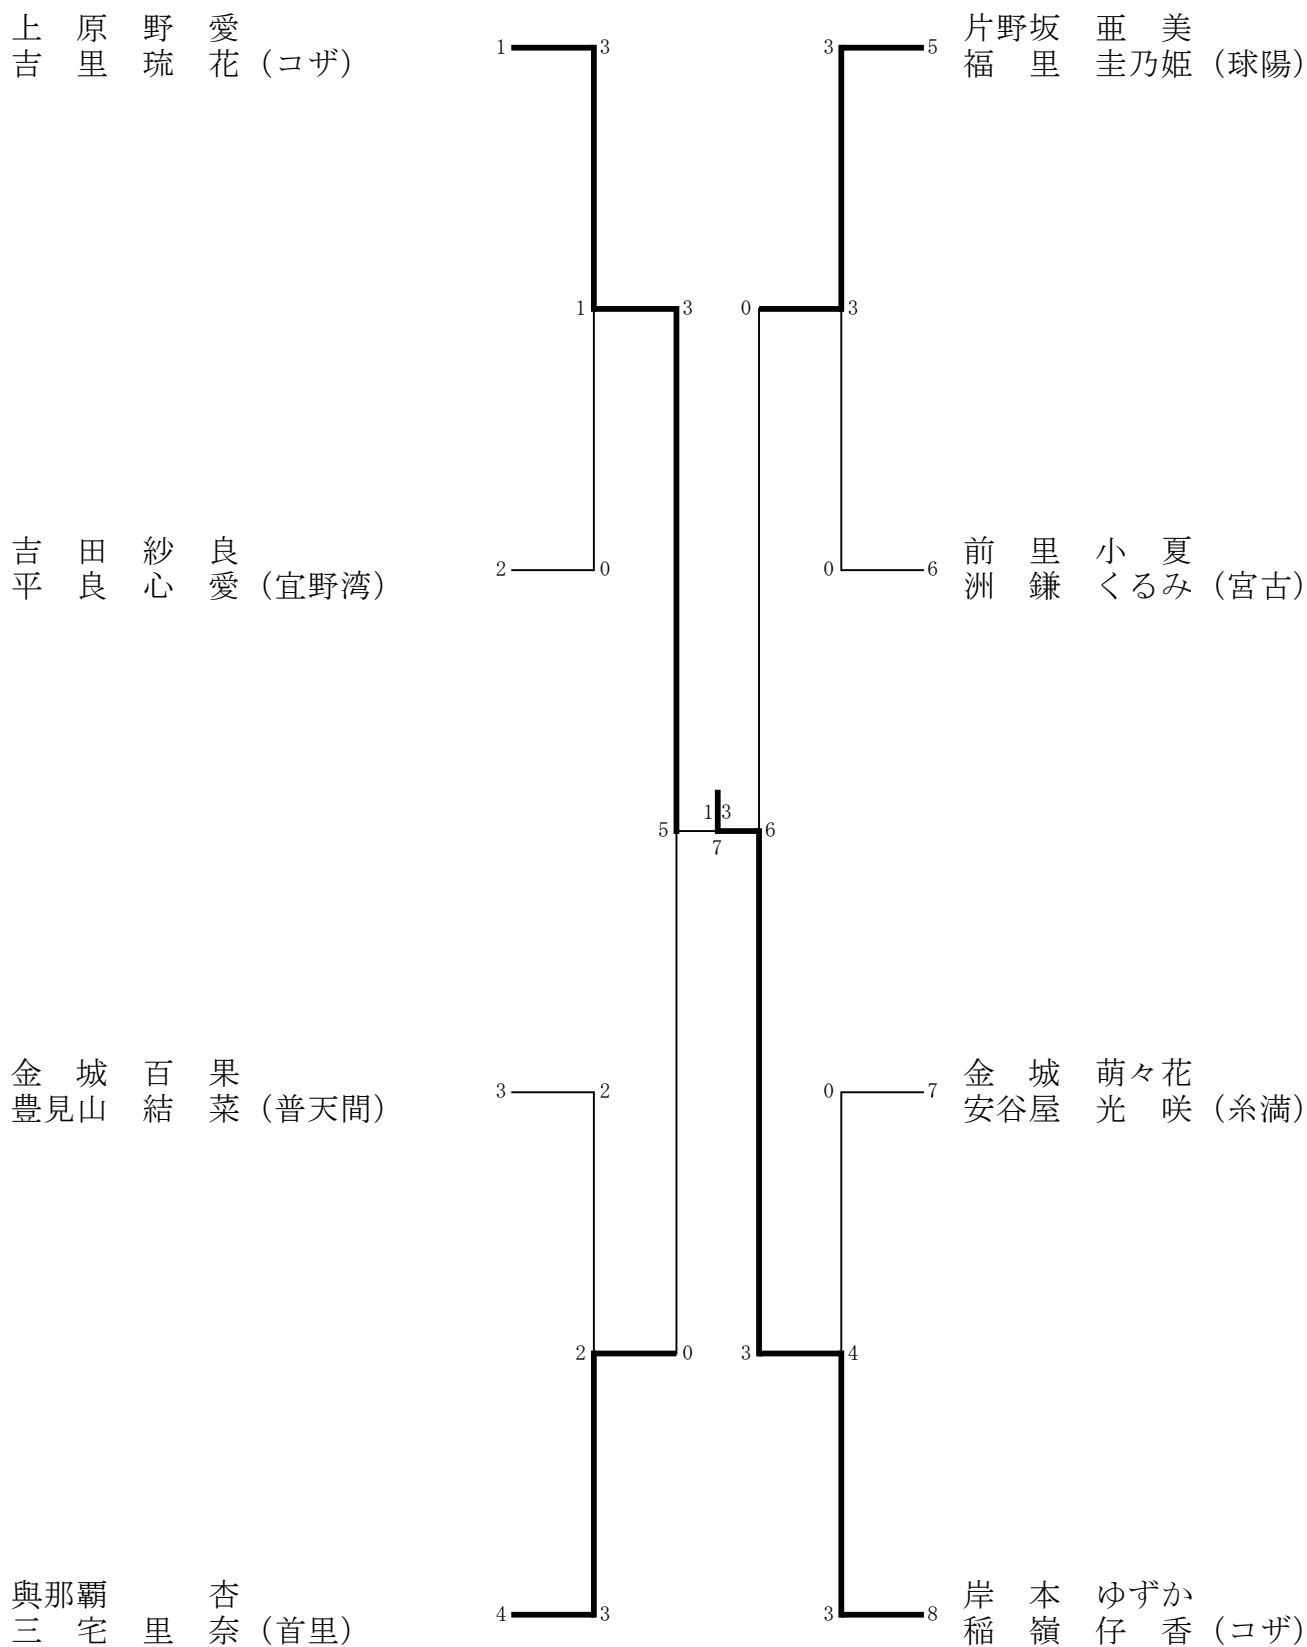 上　原　野　愛
吉　里　琉　花（コザ）
1 3
吉　田　紗　良
平　良　心　愛（宜野湾）
2 0
1 3
金　城　百　果
豊見山　結　菜（普天間）
3 2
與那覇　　　杏
三　宅　里　奈（首里）
4 3
2 0
5
1 3
7
6
片野坂　亜　美
福　里　圭乃姫（球陽）
3 5
前　里　小　夏
洲　鎌　くるみ（宮古）
0 6
0 3
金　城　萌々花
安谷屋　光　咲（糸満）
0 7
岸　本　ゆずか
稲　嶺　仔　香（コザ）
3 8
3 4